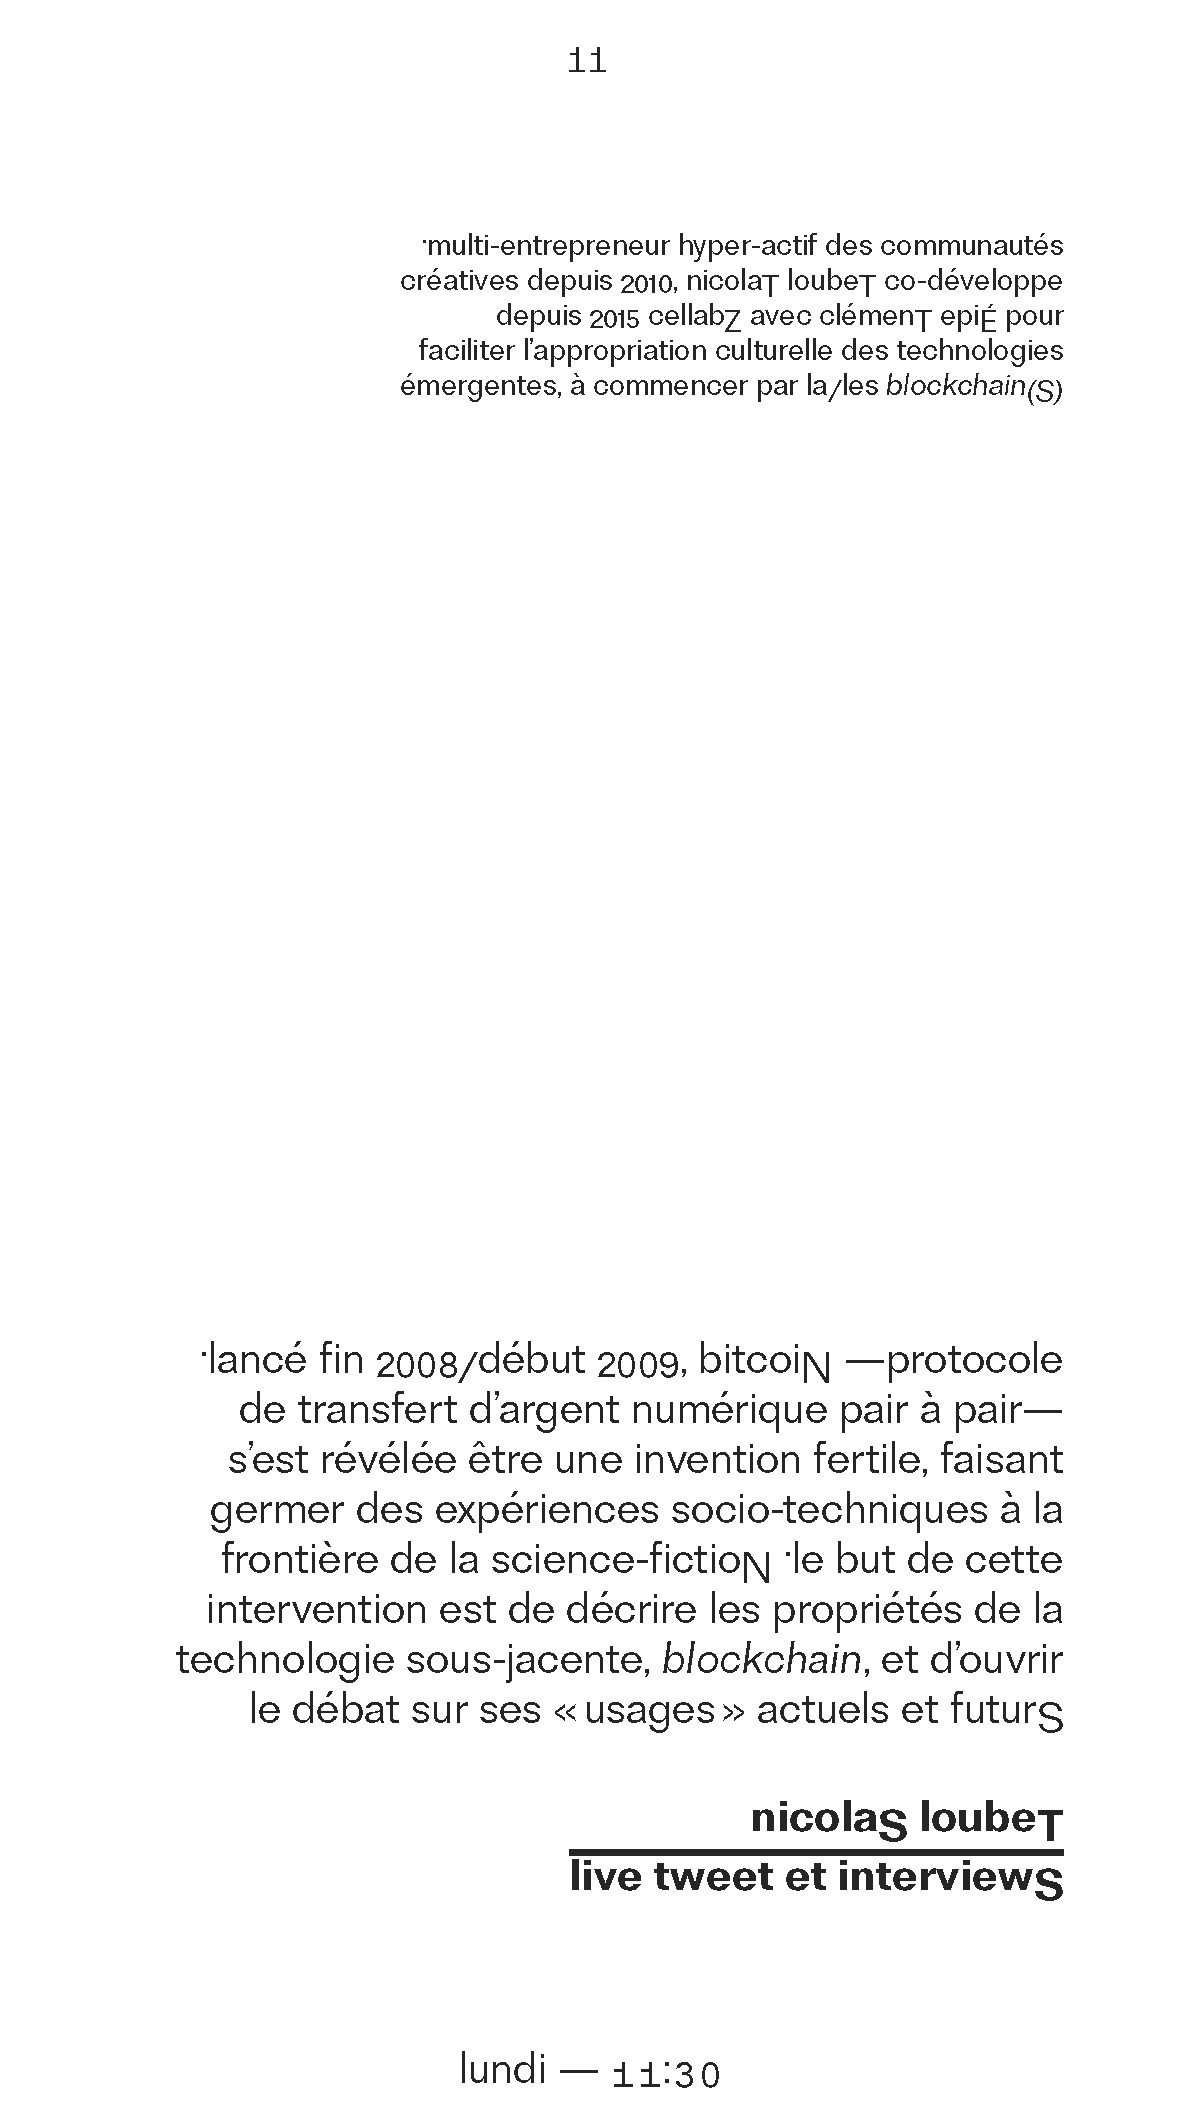 11
·multi-entrepreneur hyper-actif des communautés
créatives depuis 2010, nicolaT loubeT co-développe
depuis 2015 cellabZ avec clémenT epiÉ pour
faciliter l’appropriation culturelle des technologies
émergentes, à commencer par la/les blockchain(S)
·lancé fin 2008/début 2009, bitcoiN —protocole
de transfert d’argent numérique pair à pair—
s’est révélée être une invention fertile, faisant
germer des expériences socio-techniques à la
frontière de la science-fictioN ·le but de cette
intervention est de décrire les propriétés de la
technologie sous-jacente, blockchain, et d’ouvrir
le débat sur ses « usages » actuels et futurS
nicolaS loubeT
live tweet et interviewS
lundi — 11:30